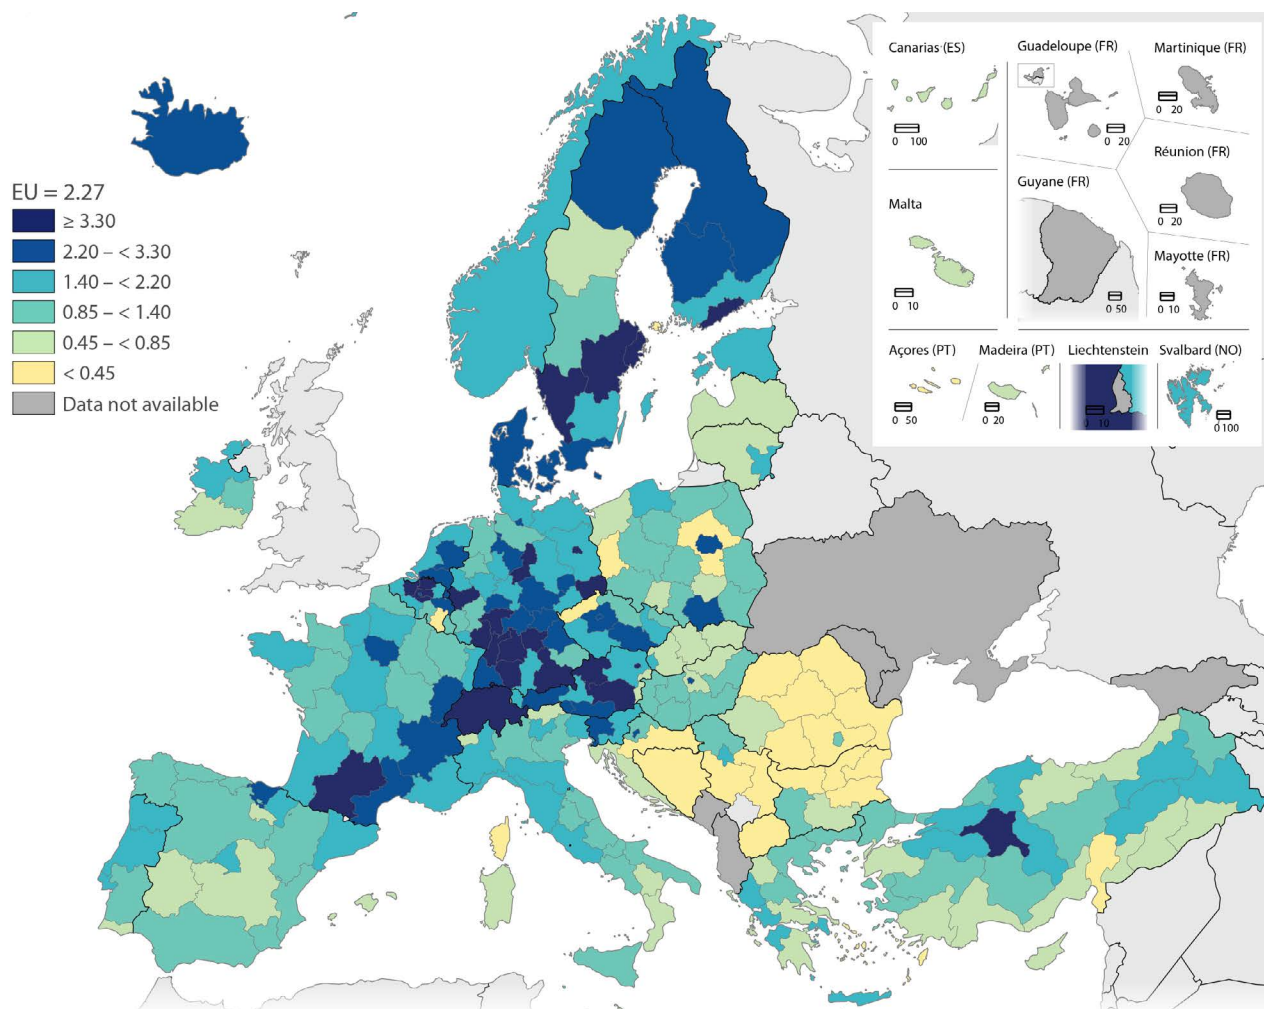 EU = 2.27
≥ 3.30
2.20 – < 3.30
1.40 – < 2.20
0.85 – < 1.40
0.45 – < 0.85
< 0.45
Data not available
Canarias (ES)
0 100
Guadeloupe (FR)
0 20
Martinique (FR)
0 20
Réunion (FR)
0 20
Malta
0 10
Guyane (FR)
0 50
Mayotte (FR)
0 10
Açores (PT)
0 50
Madeira (PT)
0 20
Liechtenstein
0 10
Svalbard (NO)
0 100